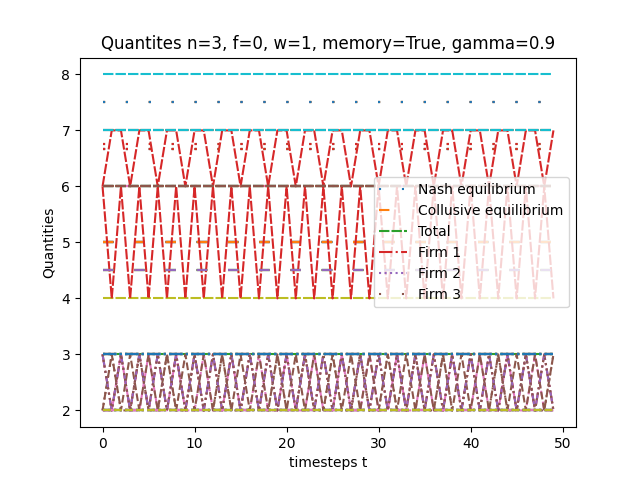 Quantites n=3, f=0, w=1, memory=True, gamma=0.9
Quantities
8
7
6
5
4
3
2
Nash equilibrium
Collusive equilibrium
Total
Firm 1
Firm 2
Firm 3
0
10
20
30
40
50
timesteps t